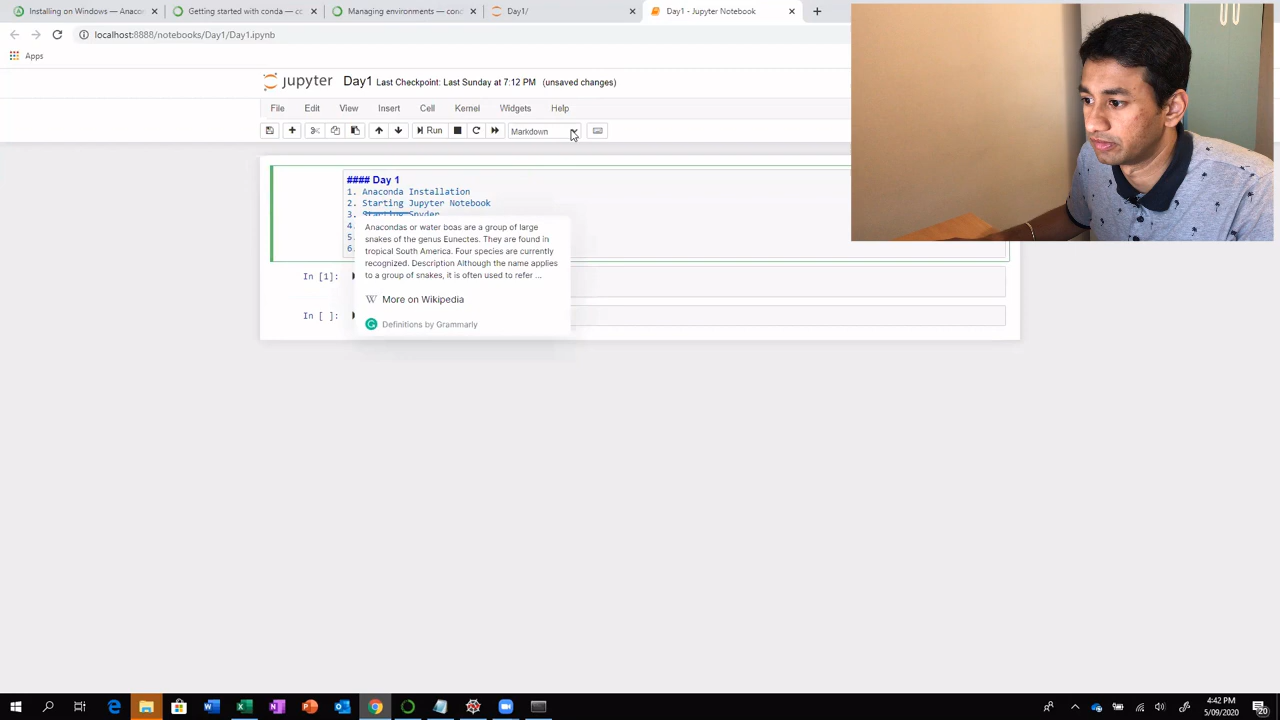 Installing on Windows — Anaco
Getting started with conda — co
Managing environments — con
Day1/
Day1 - Jupyter Notebook
localhost:8888/notebooks/Day1/Day1.ipynb
Apps
jupyter Day1 Last Checkpoint: Last Sunday at 7:12 PM (unsaved changes)
File Edit View Insert Cell Kernel Widgets Help
Run Markdown
#### Day 1
1. Anaconda Installation
2. Starting Jupyter Notebook
3. Starting Spyder
4.
5.
6.
Anacondas or water boas are a group of large
snakes of the genus Eunectes. They are found in
tropical South America. Four species are currently
recognized. Description Although the name applies
to a group of snakes, it is often used to refer ...
W More on Wikipedia
Definitions by Grammarly
In [1]:
In [ ]:
4:42 PM
5/09/2020
20